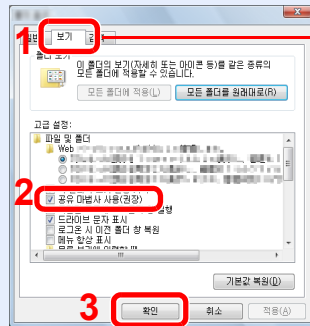 1
일반
보기
검색
폴더 보기
이 폴더의 보기(자세히 또는 아이콘 등)를 같은 종류의
모든 폴더에 적용할 수 있습니다.
모든 폴더에 적용(L)
모든 폴더를 원래대로(R)
고급 설정:
파일 및 폴더
Web
2
공유 마법사 사용(권장)
드라이브 문자 표시
로그온 시 이전 폴더 창 복원
메뉴 항상 표시
기본값 복원(D)
3
확인
취소
적용(A)